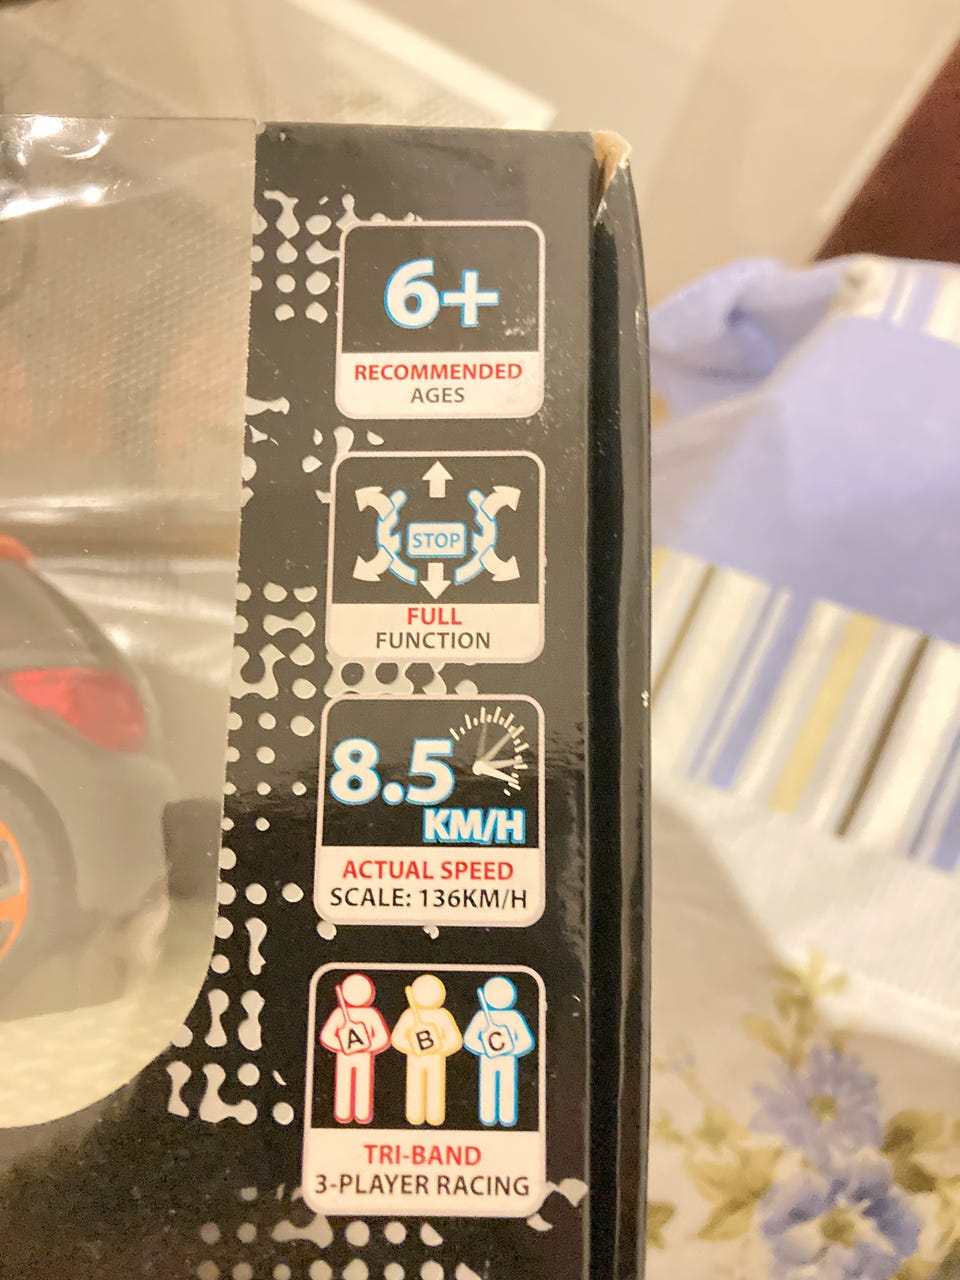 6+
RECOMMENDED
AGES
STOP
FULL
FUNCTION
8.5
KM/H
ACTUAL SPEED
SCALE: 136KM/H
A B C
TRI-BAND
3-PLAYER RACING